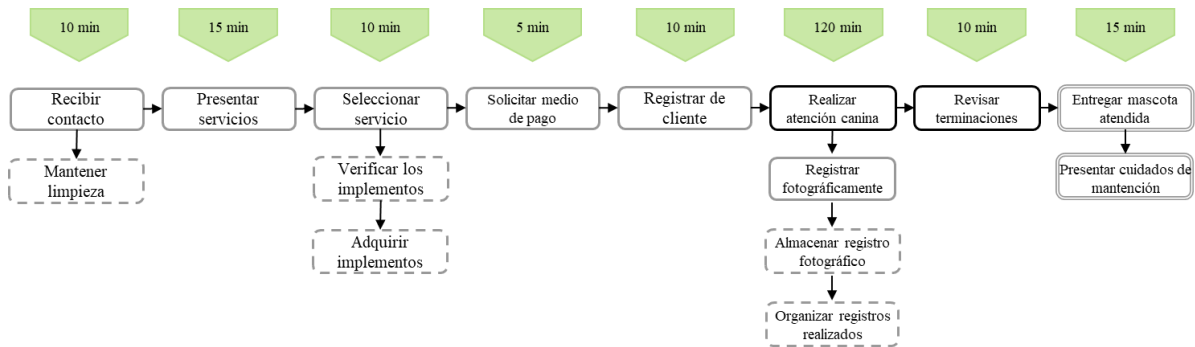 10 min
15 min
10 min
5 min
10 min
120 min
10 min
15 min
Recibir
contacto
Presentar
servicios
Seleccionar
servicio
Solicitar medio
de pago
Registrar de
cliente
Realizar
atención canina
Revisar
terminaciones
Entregar mascota
atendida
Mantener
limpieza
Verificar los
implementos
Registrar
fotográficamente
Presentar cuidados de
mantención
Adquirir
implementos
Almacenar registro
fotográfico
Organizar registros
realizados